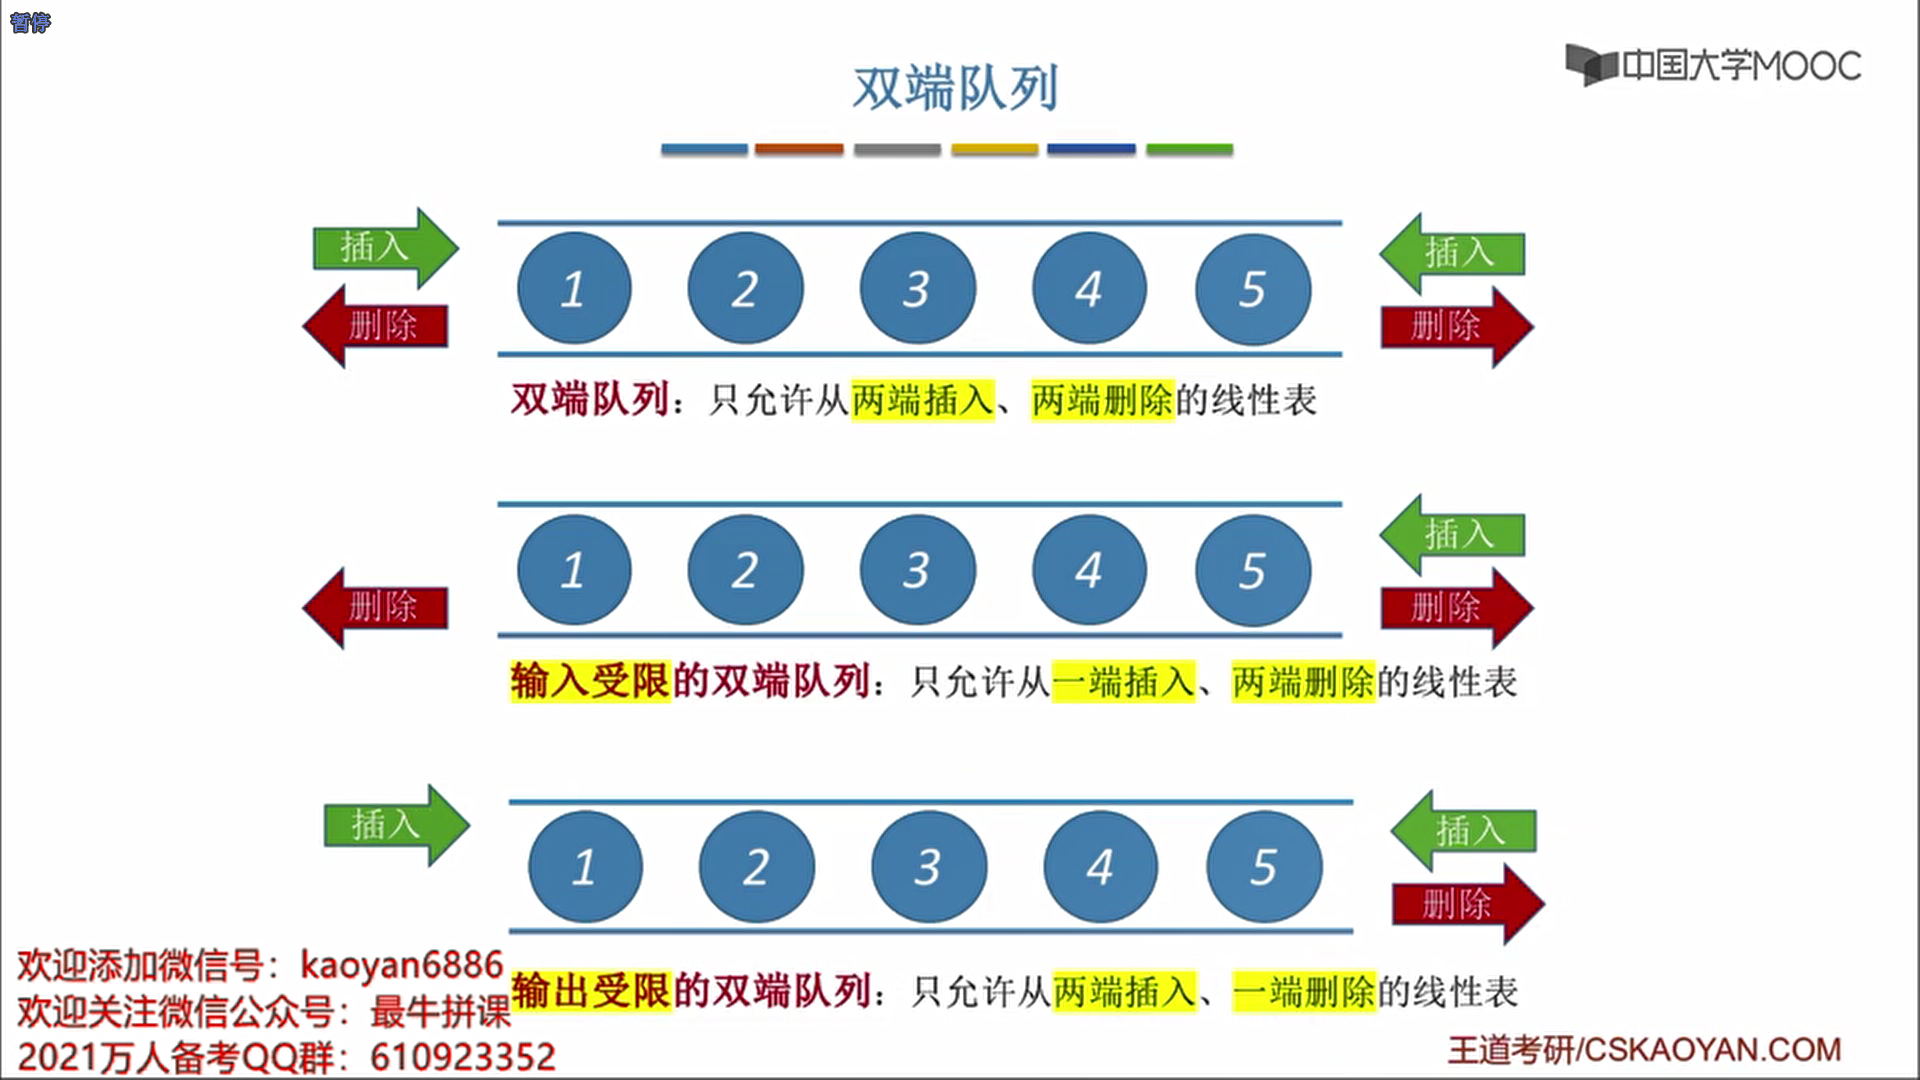 暂停
中国大学MOOC
双端队列
插入 1 2 3 4 5 插入
删除 删除
双端队列：只允许从两端插入、两端删除的线性表
1 2 3 4 5 插入
删除 删除
输入受限的双端队列：只允许从一端插入、两端删除的线性表
插入 1 2 3 4 5 插入
删除
输出受限的双端队列：只允许从两端插入、一端删除的线性表
欢迎添加微信号：kaoyan6886
欢迎关注微信公众号：最牛拼课
2021万人备考QQ群：610923352
王道考研/CSKAOYAN.COM